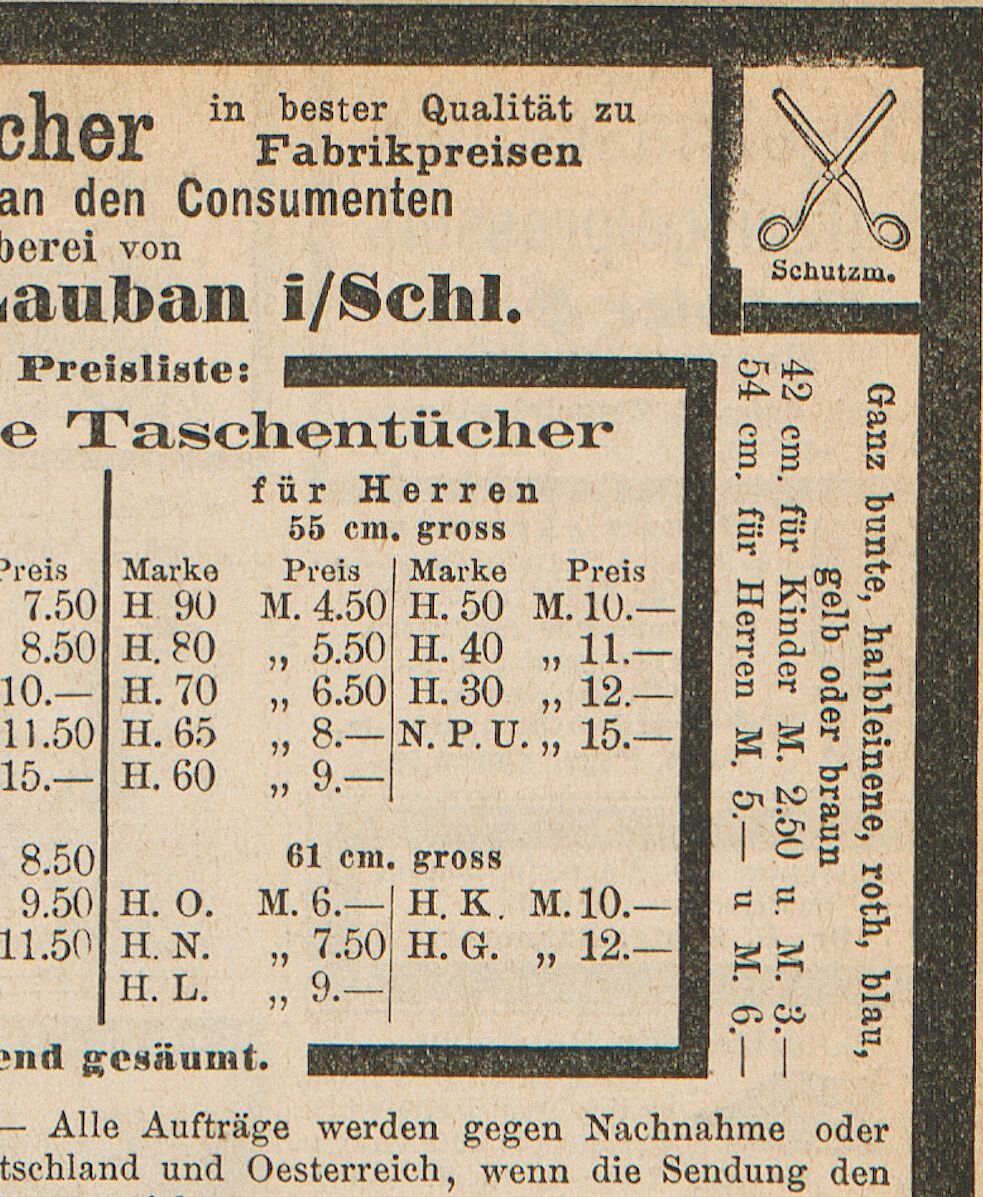 cher in bester Qualität zu
Fabrikpreisen
an den Consumenten
berei von
Lauban i/Schl.
Schutzm.
Preisliste:
e Taschentücher
für Herren
55 cm. gross
Preis Marke Preis Marke Preis
7.50 H. 90 M. 4.50 H. 50 M. 10.—
8.50 H. 80 „ 5.50 H. 40 „ 11.—
10.— H. 70 „ 6.50 H. 30 „ 12.—
11.50 H. 65 „ 8.— N. P. U. „ 15.—
15.— H. 60 „ 9.—
8.50 61 cm. gross
9.50 H. O. M. 6.— H. K. M. 10.—
11.50 H. N. „ 7.50 H. G. „ 12.—
H. L. „ 9.—
end gesäumt.
Ganz bunte, halbleinene, roth, blau,
gelb oder braun
42 cm. für Kinder M. 2.50 u. M. 3.—
54 cm. für Herren M. 5.— u M. 6.—
— Alle Aufträge werden gegen Nachnahme oder
tschland und Oesterreich, wenn die Sendung den